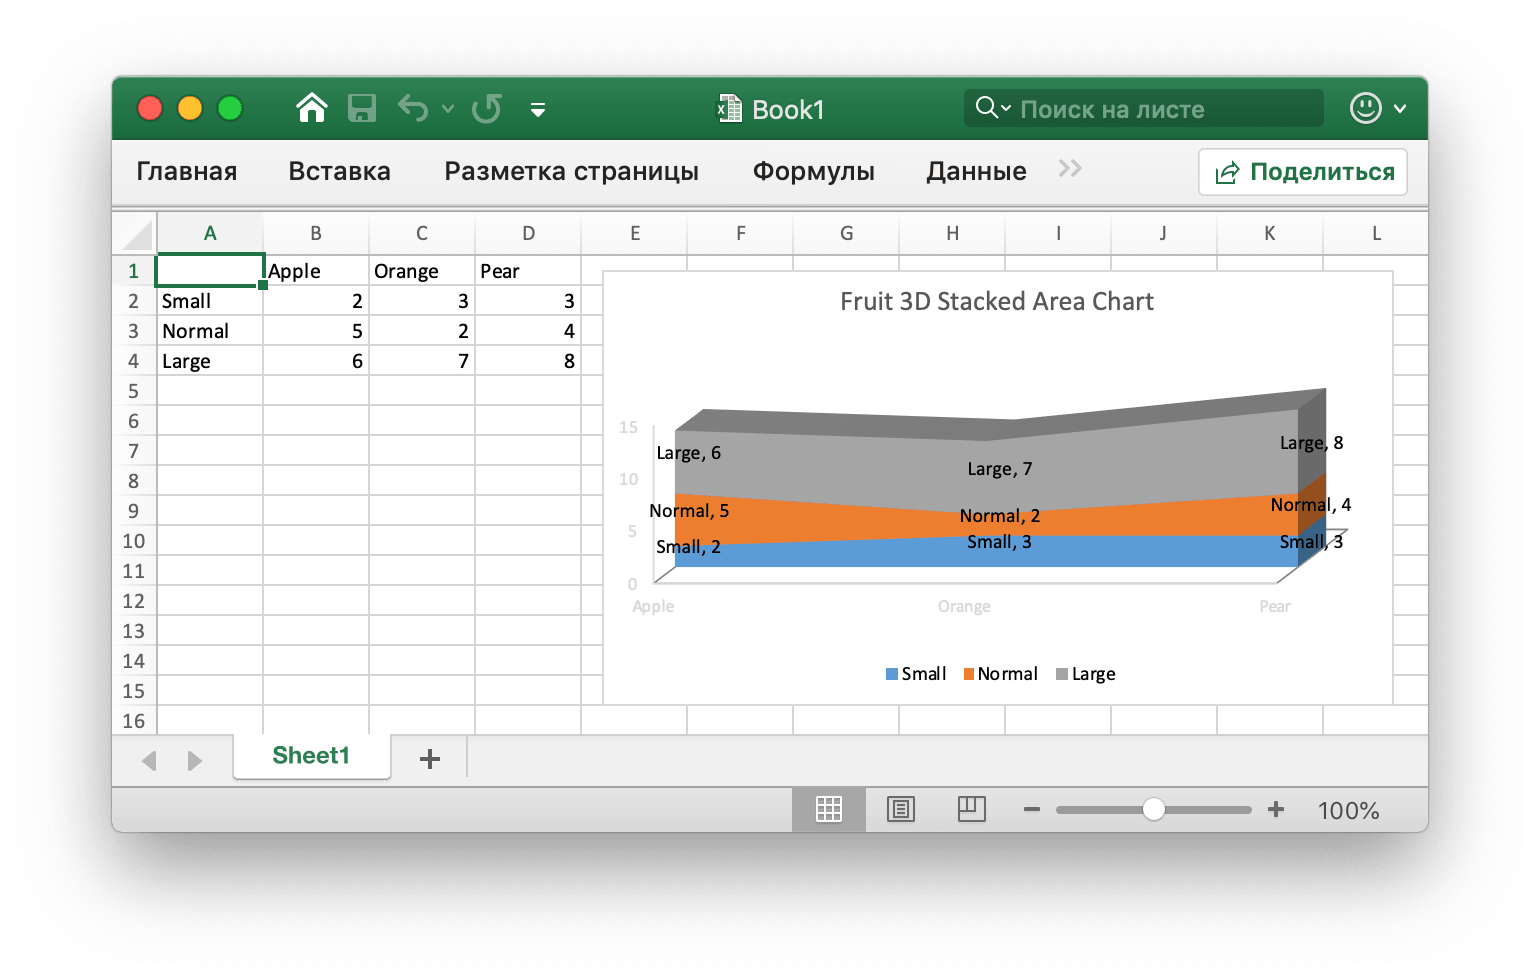 Book1
Поиск на листе
Главная Вставка Разметка страницы Формулы Данные Поделиться
A B C D E F G H I J K L
1 Apple Orange Pear
2 Small 2 3 3
3 Normal 5 2 4
4 Large 6 7 8
5
6
7
8
9
10
11
12
13
14
15
16
Fruit 3D Stacked Area Chart
15
10
5
0
Large, 6 Large, 7 Large, 8
Normal, 5 Normal, 2 Normal, 4
Small, 2 Small, 3 Small, 3
Apple Orange Pear
Small Normal Large
Sheet1
100%